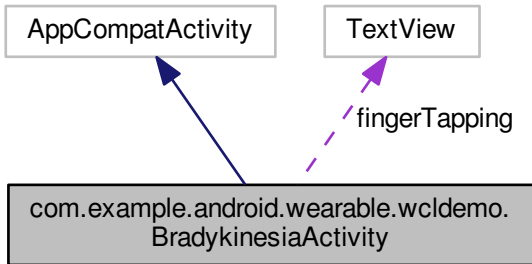 AppCompatActivity
TextView
fingerTapping
com.example.android.wearable.wcldemo.
BradykinesiaActivity